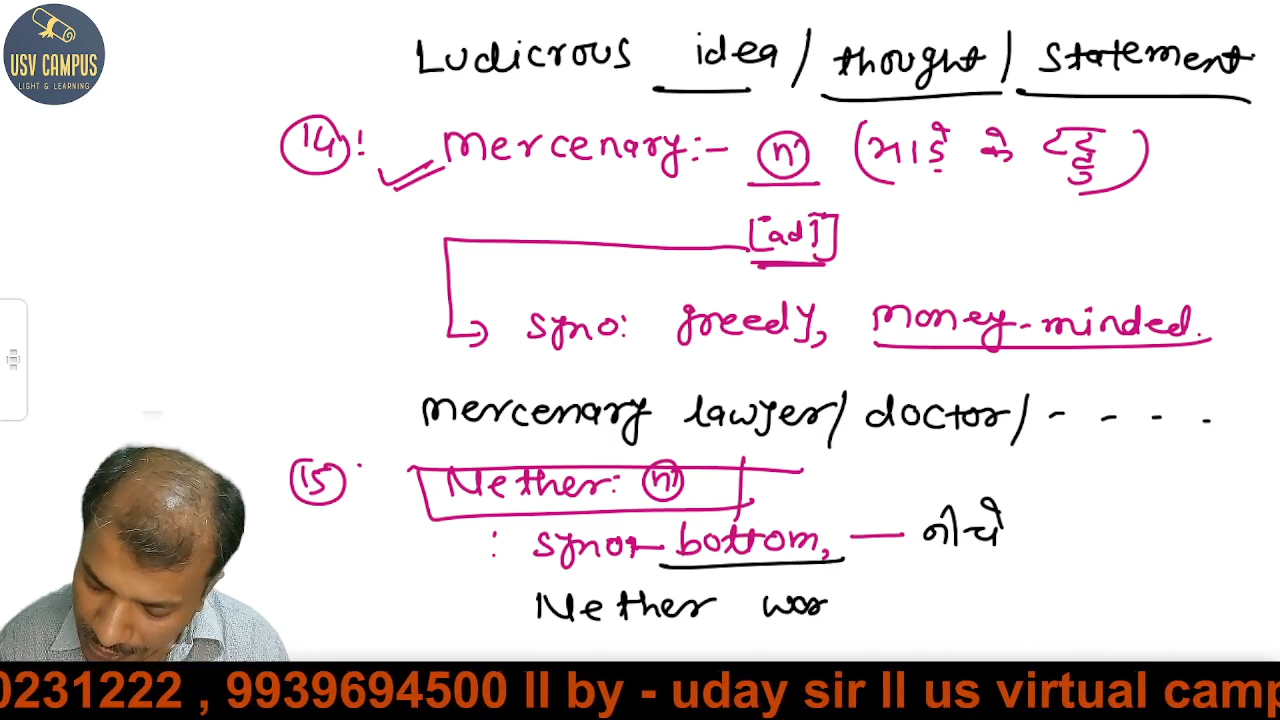 USV CAMPUS
LIGHT & LEARNING
Ludicrous idea / thought / statement
14! mercenary:- n (भाडे के टट्टू)
[adj]
syno: greedy, money-minded.
mercenary lawyer/ doctor/ - - - -
15 Nether: n
: syno- bottom, — नीचे
Nether wor
0231222 , 9939694500 ll by - uday sir ll us virtual camp